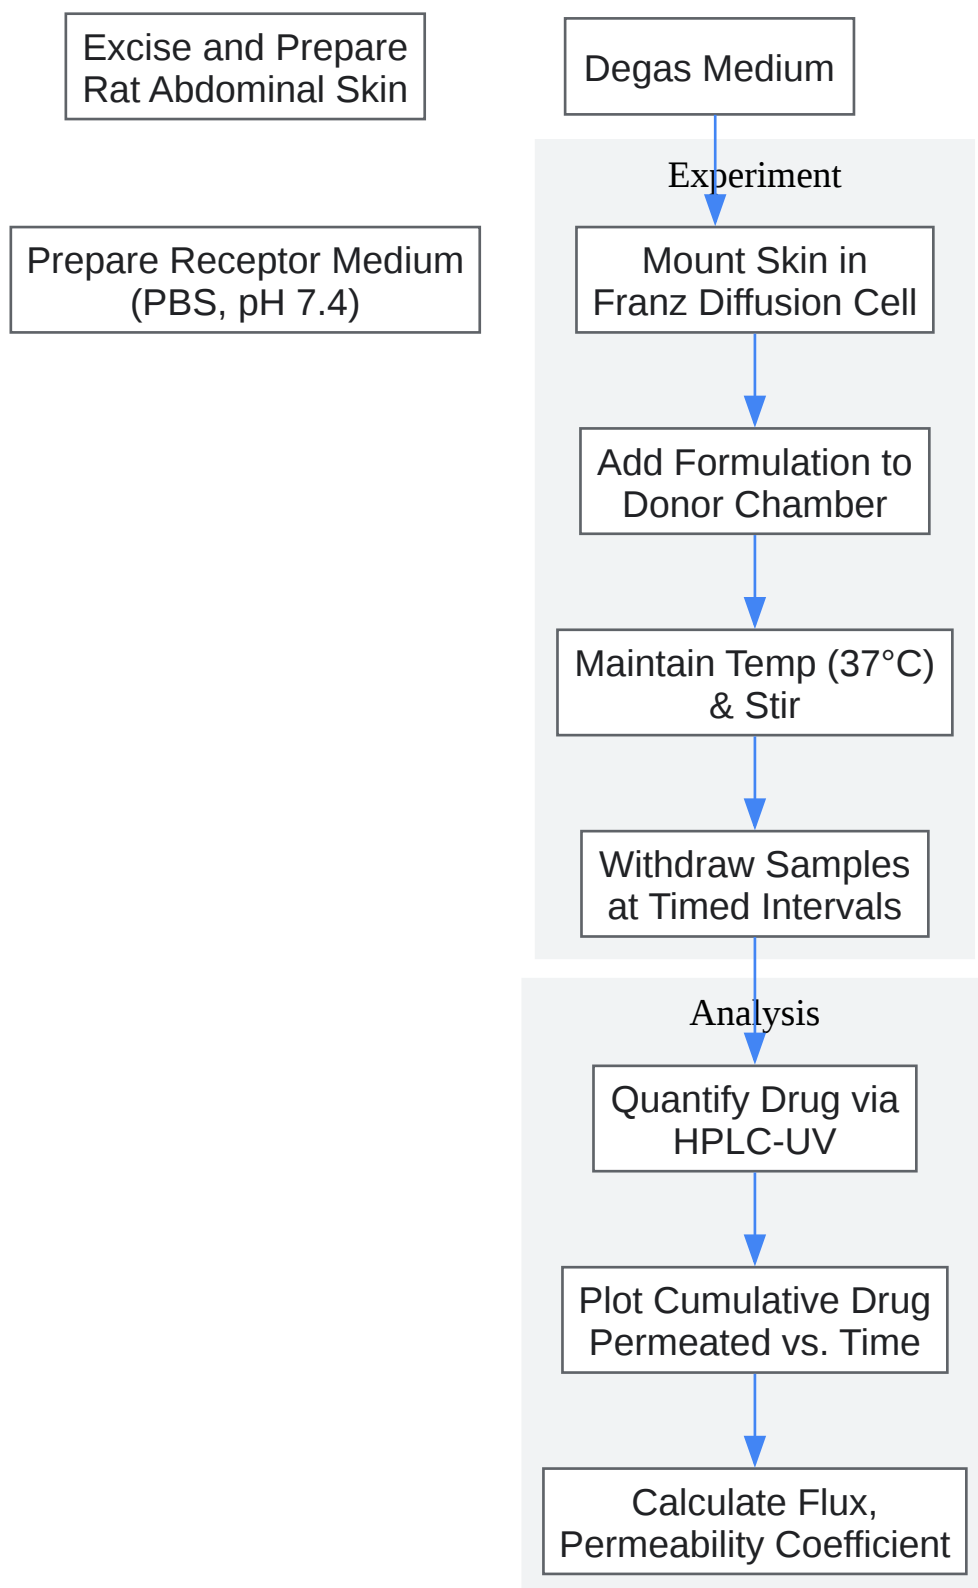 Excise and Prepare
Rat Abdominal Skin
Degas Medium
Experiment
Prepare Receptor Medium
(PBS, pH 7.4)
Mount Skin in
Franz Diffusion Cell
Add Formulation to
Donor Chamber
Maintain Temp (37°C)
& Stir
Withdraw Samples
at Timed Intervals
Analysis
Quantify Drug via
HPLC-UV
Plot Cumulative Drug
Permeated vs. Time
Calculate Flux,
Permeability Coefficient